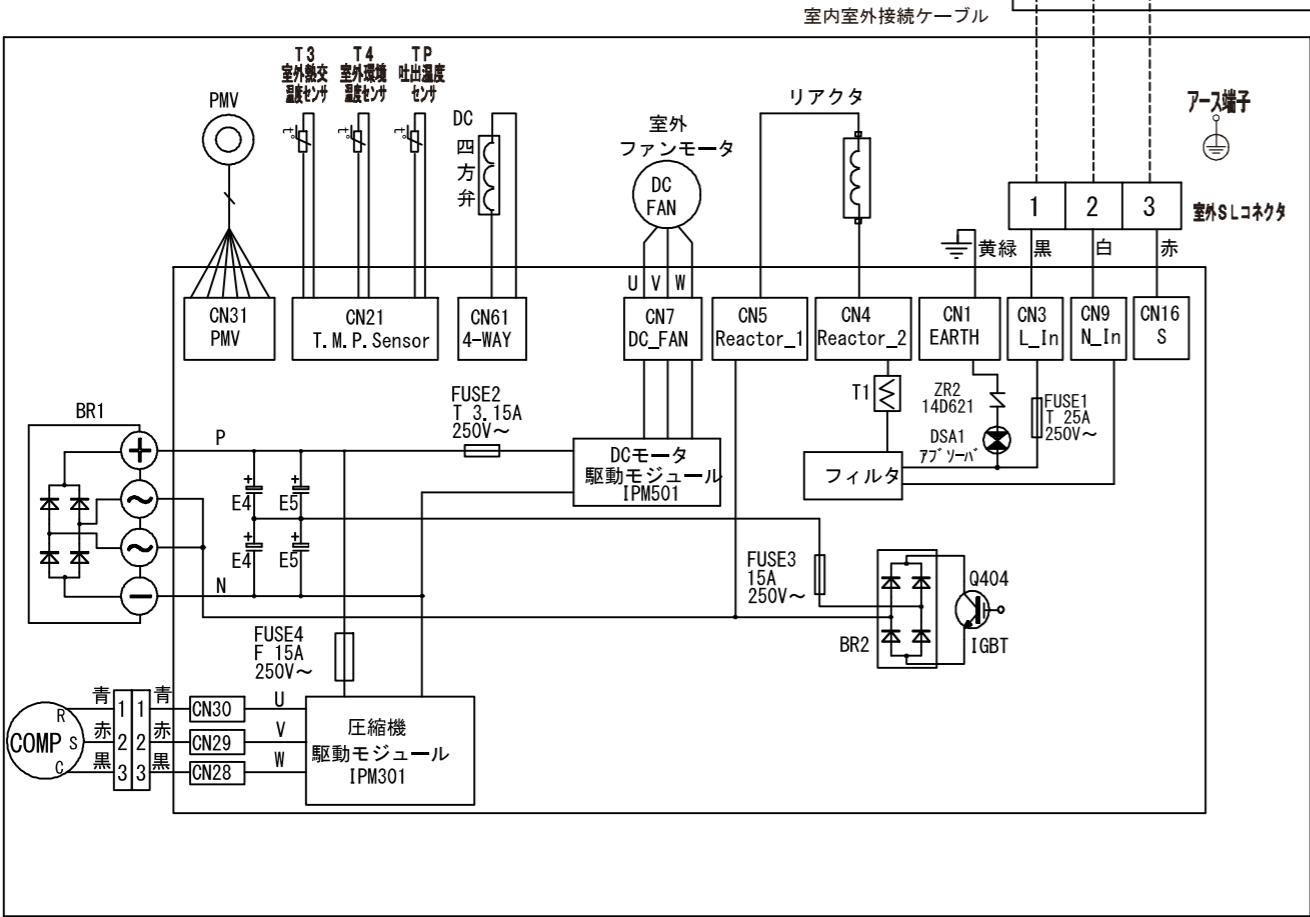 室内室外接続ケーブル
T3
室外熱交
温度センサ
T4
室外環境
温度センサ
TP
吐出温度
センサ
PMV
DC
四
方
弁
室外
ファンモータ
DC
FAN
リアクタ
アース端子
1 2 3
室外SLコネクタ
黄緑
黒
白
赤
t°
t°
t°
U V W
CN31
PMV
CN21
T.M.P.Sensor
CN61
4-WAY
CN7
DC_FAN
CN5
Reactor_1
CN4
Reactor_2
CN1
EARTH
CN3
L_In
CN9
N_In
CN16
S
T1
ZR2
14D621
DSA1
アブソーバ
FUSE1
T 25A
250V～
フィルタ
BR1
P
FUSE2
T 3.15A
250V～
DCモータ
駆動モジュール
IPM501
+
E4
+
E5
+
E4
+
E5
N
FUSE3
15A
250V～
BR2
Q404
IGBT
FUSE4
F 15A
250V～
COMP
R
S
C
青
赤
黒
1
2
3
1
2
3
青
赤
黒
CN30
CN29
CN28
U
V
W
圧縮機
駆動モジュール
IPM301